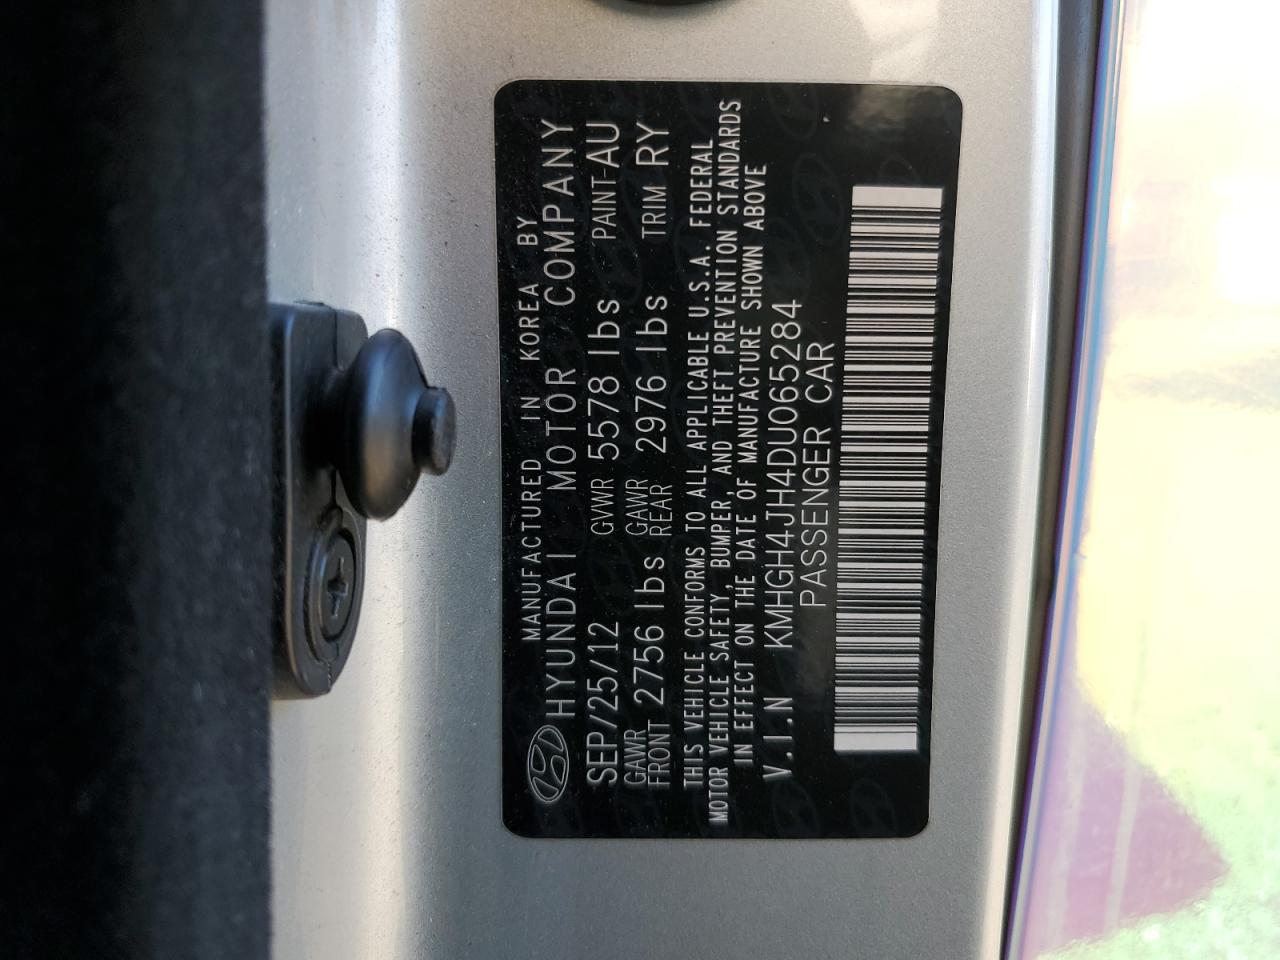 MANUFACTURED IN KOREA BY
HYUNDAI MOTOR COMPANY
SEP/25/12 GVWR 5578 lbs PAINT AU
GAWR FRONT 2756 lbs GAWR REAR 2976 lbs TRIM RY
THIS VEHICLE CONFORMS TO ALL APPLICABLE U.S.A. FEDERAL
MOTOR VEHICLE SAFETY, BUMPER, AND THEFT PREVENTION STANDARDS
IN EFFECT ON THE DATE OF MANUFACTURE SHOWN ABOVE
V.I.N KMHGH4JH4DU065284
PASSENGER CAR